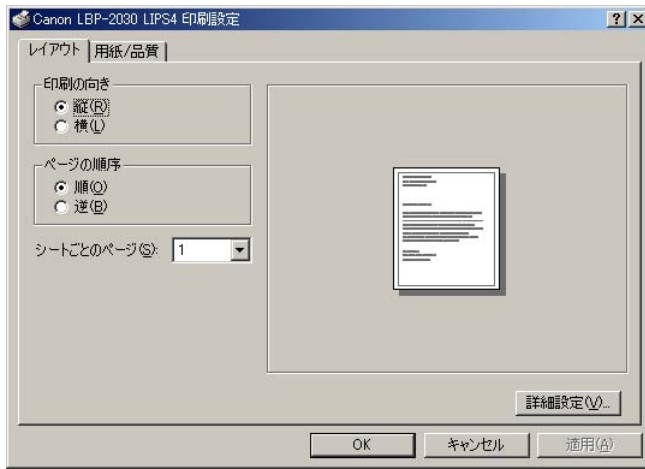 Canon LBP-2030 LIPS4 印刷設定
レイアウト 用紙/品質
印刷の向き
縦(R)
横(L)
ページの順序
順(O)
逆(B)
シートごとのページ(S): 1
詳細設定(V)...
OK キャンセル 適用(A)